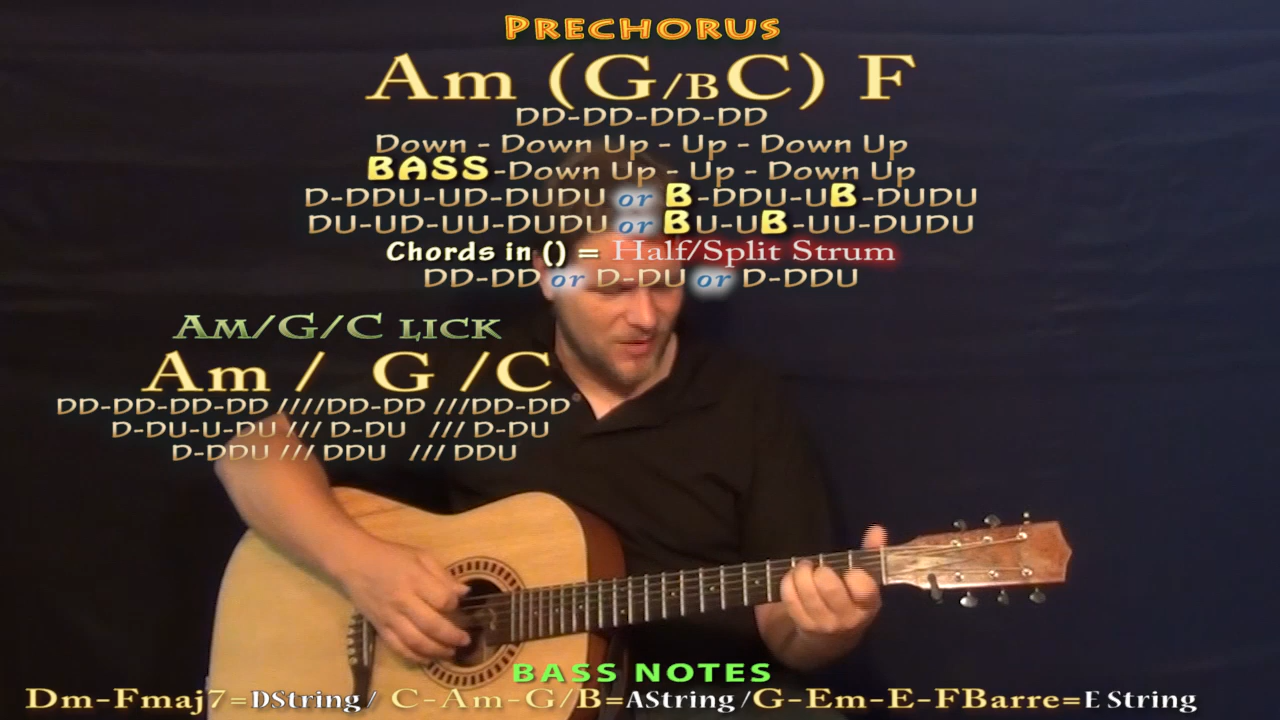 PRECHORUS
Am (G/BC) F
DD-DD-DD-DD
Down - Down Up - Up - Down Up
BASS-Down Up - Up - Down Up
D-DDU-UD-DUDU or B-DDU-UB-DUDU
DU-UD-UU-DUDU or BU-UB-UU-DUDU
Chords in () = Half/Split Strum
DD-DD or D-DU or D-DDU
AM/G/C LICK
Am / G /C
DD-DD-DD-DD ////DD-DD ///DD-DD
D-DU-U-DU /// D-DU /// D-DU
D-DDU /// DDU /// DDU
BASS NOTES
Dm-Fmaj7=DString / C-Am-G/B=AString /G-Em-E-FBarre=E String